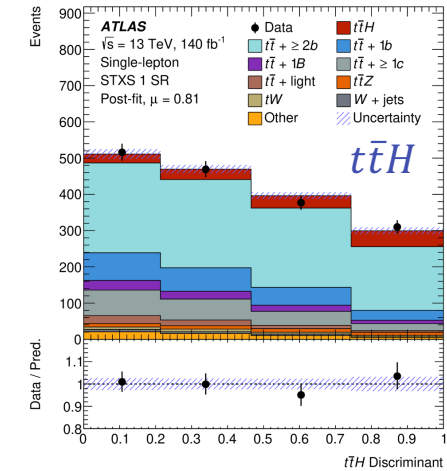 Events
900
800
700
600
500
400
300
200
100
0
ATLAS
√s = 13 TeV, 140 fb⁻¹
Single-lepton
STXS 1 SR
Post-fit, μ = 0.81
Data
tt̄H
tt̄ + ≥ 2b
tt̄ + 1b
tt̄ + 1B
tt̄ + ≥ 1c
tt̄ + light
tt̄Z
tW
W + jets
Other
Uncertainty
tt̄H
Data / Pred.
1.1
1
0.9
0.8
0 0.1 0.2 0.3 0.4 0.5 0.6 0.7 0.8 0.9 1
tt̄H Discriminant